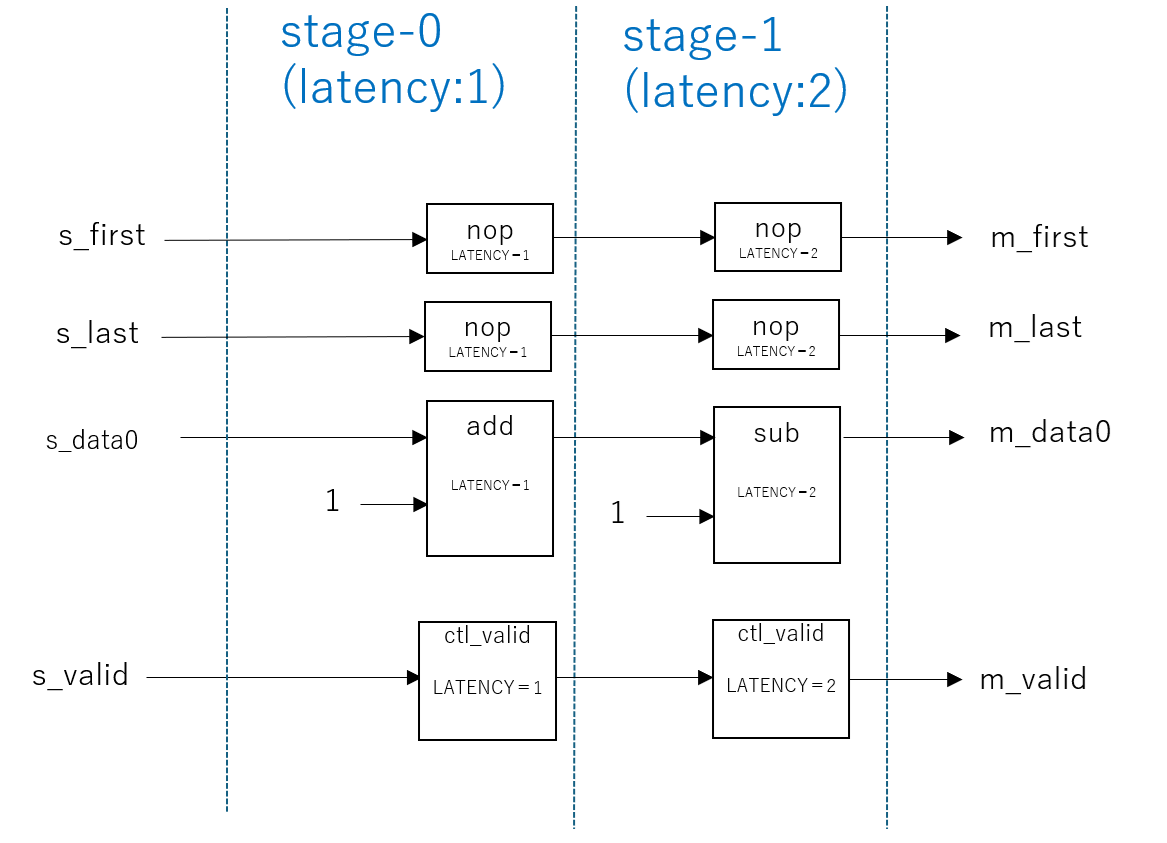 stage-0
(latency:1)
stage-1
(latency:2)
s_first
nop
LATENCY-1
nop
LATENCY-2
m_first
s_last
nop
LATENCY-1
nop
LATENCY-2
m_last
s_data0
add
LATENCY-1
1
sub
LATENCY-2
1
m_data0
s_valid
ctl_valid
LATENCY=1
ctl_valid
LATENCY=2
m_valid